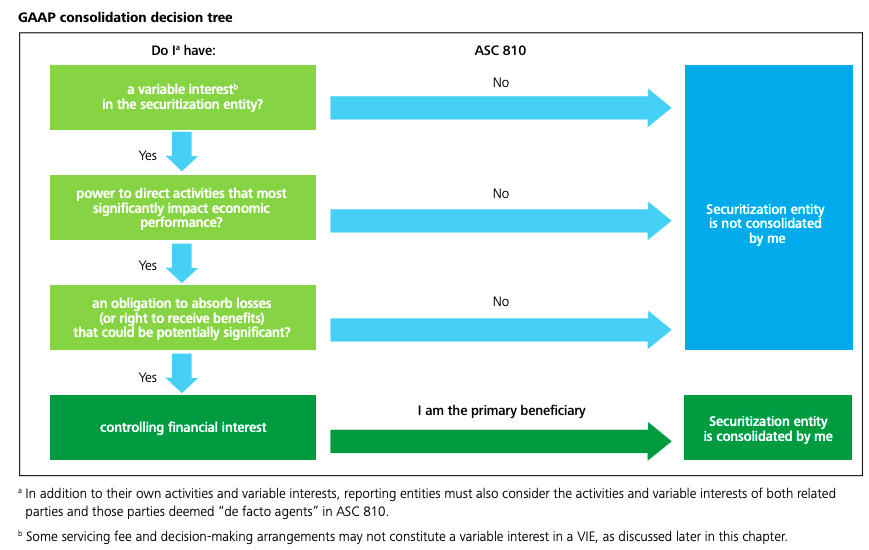 GAAP consolidation decision tree
Do Iᵃ have:
ASC 810
a variable interestᵇ
in the securitization entity?
No
Yes
power to direct activities that most
significantly impact economic
performance?
No
Securitization entity
is not consolidated
by me
Yes
an obligation to absorb losses
(or right to receive benefits)
that could be potentially significant?
No
Yes
controlling financial interest
I am the primary beneficiary
Securitization entity
is consolidated by me
ᵃ In addition to their own activities and variable interests, reporting entities must also consider the activities and variable interests of both related
parties and those parties deemed “de facto agents” in ASC 810.
ᵇ Some servicing fee and decision-making arrangements may not constitute a variable interest in a VIE, as discussed later in this chapter.